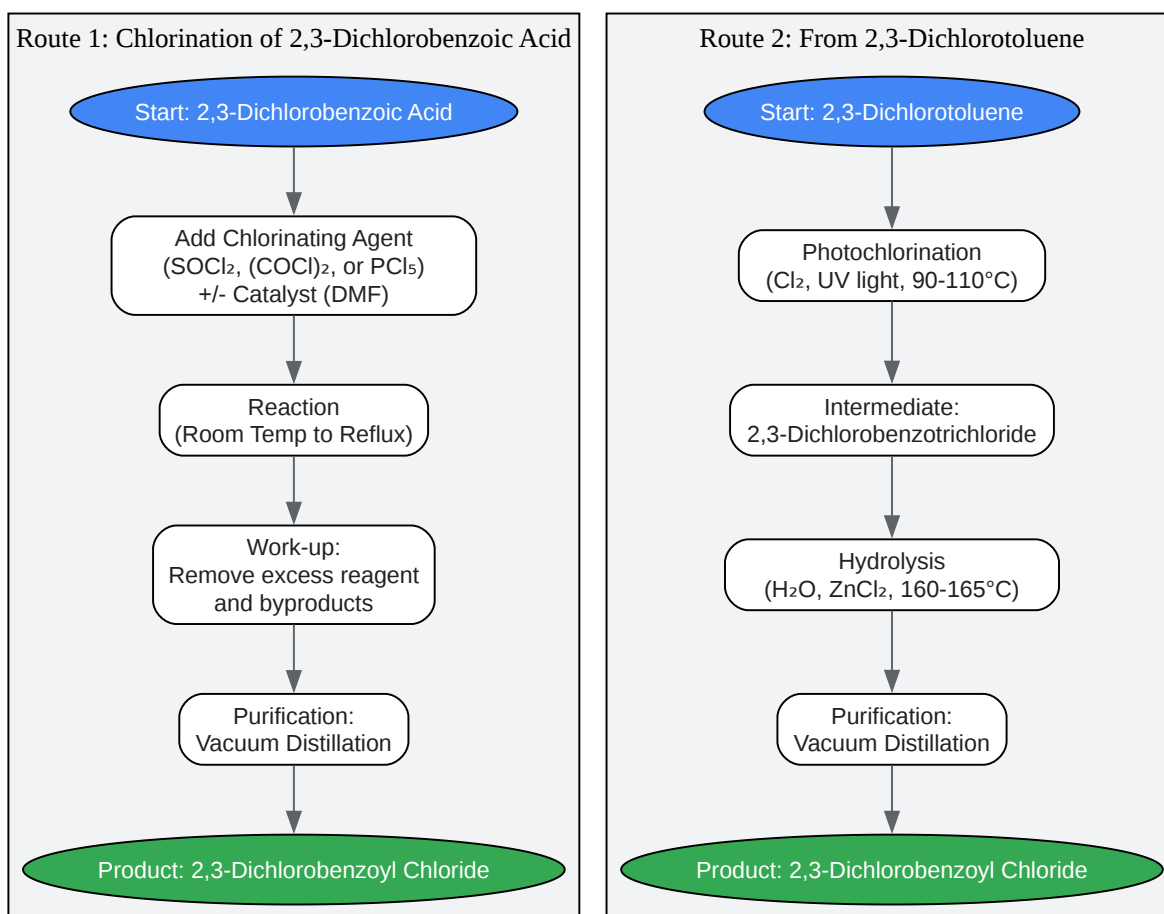 Route 1: Chlorination of 2,3-Dichlorobenzoic Acid
Start: 2,3-Dichlorobenzoic Acid
Add Chlorinating Agent
(SOCl₂, (COCl)₂, or PCl₅)
+/- Catalyst (DMF)
Reaction
(Room Temp to Reflux)
Work-up:
Remove excess reagent
and byproducts
Purification:
Vacuum Distillation
Product: 2,3-Dichlorobenzoyl Chloride
Route 2: From 2,3-Dichlorotoluene
Start: 2,3-Dichlorotoluene
Photochlorination
(Cl₂, UV light, 90-110°C)
Intermediate:
2,3-Dichlorobenzotrichloride
Hydrolysis
(H₂O, ZnCl₂, 160-165°C)
Purification:
Vacuum Distillation
Product: 2,3-Dichlorobenzoyl Chloride